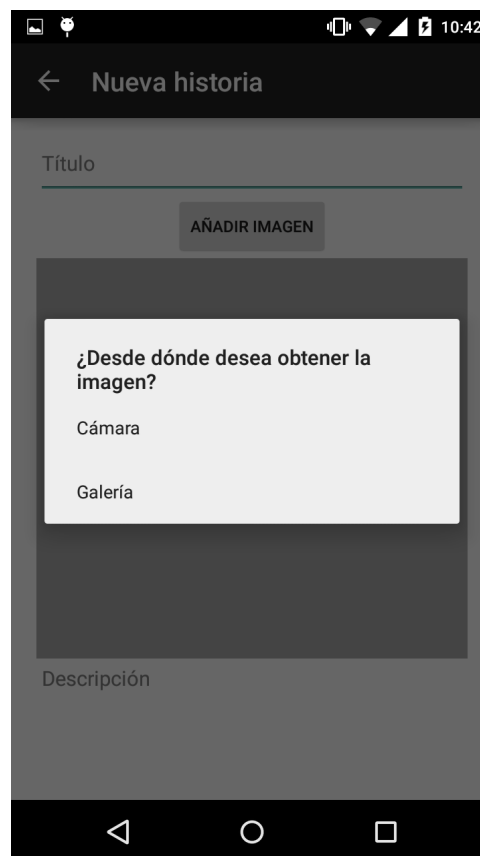 10:42
Nueva historia
Título
AÑADIR IMAGEN
¿Desde dónde desea obtener la
imagen?
Cámara
Galería
Descripción